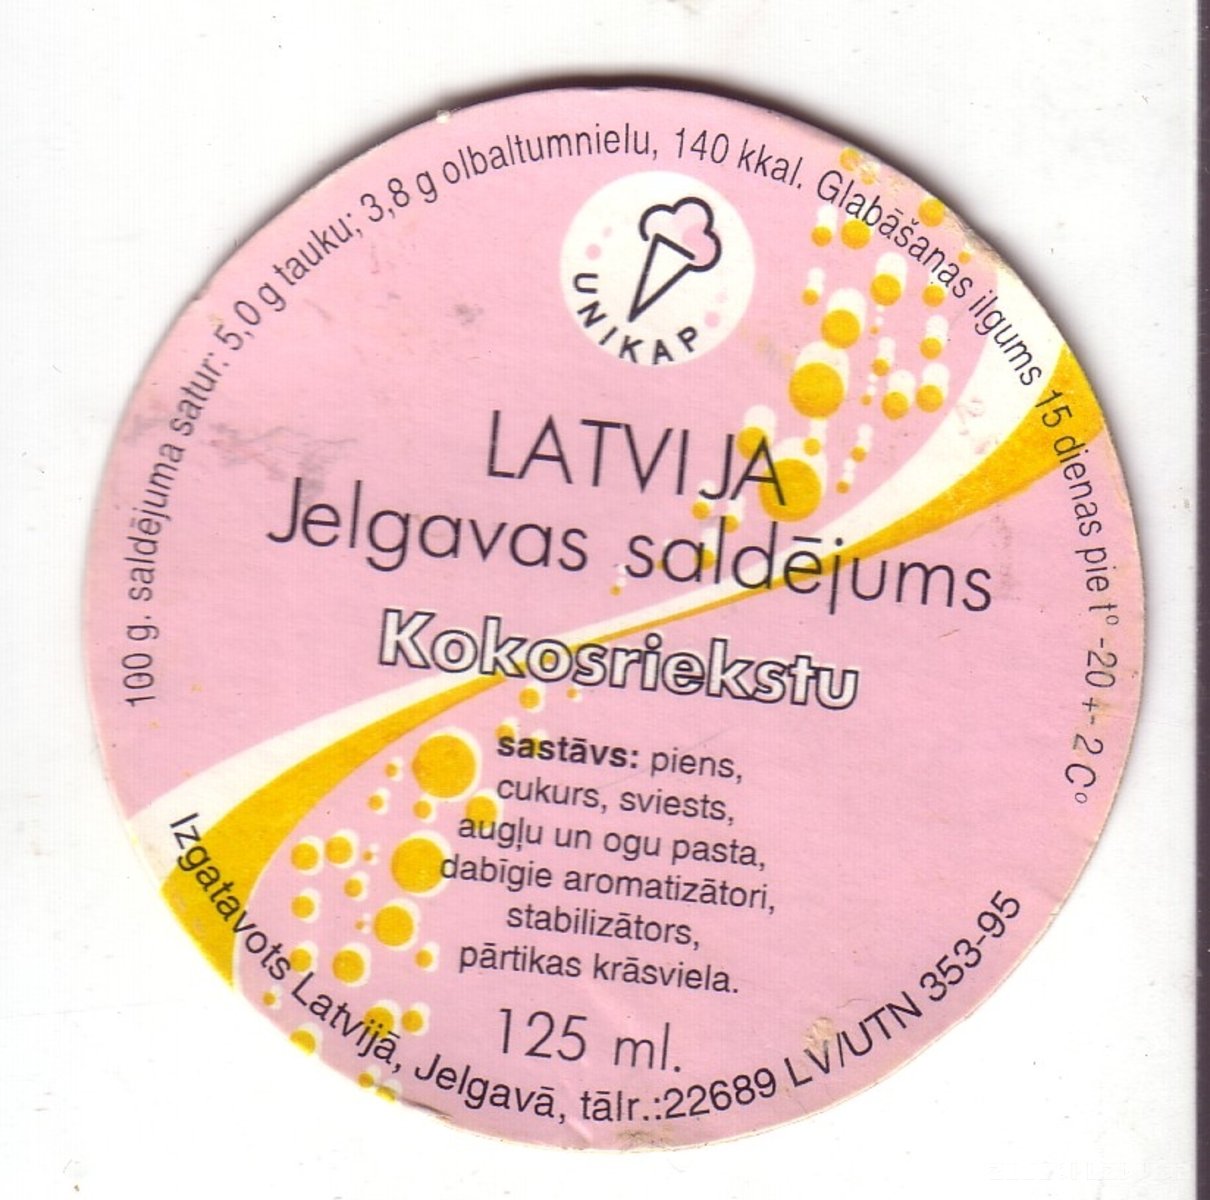 100 g. saldējuma satur: 5,0 g tauku; 3,8 g olbaltumnielu, 140 kkal. Glabāšanas ilgums 15 dienas pie t° -20 +- 2 C°
UNIKAP
LATVIJA
Jelgavas saldējums
Kokosriekstu
sastāvs: piens,
cukurs, sviests,
augļu un ogu pasta,
dabīgie aromatizātori,
stabilizātors,
pārtikas krāsviela.
125 ml.
Izgatavots Latvijā, Jelgavā, tālr.:22689 LV/UTN 353-95